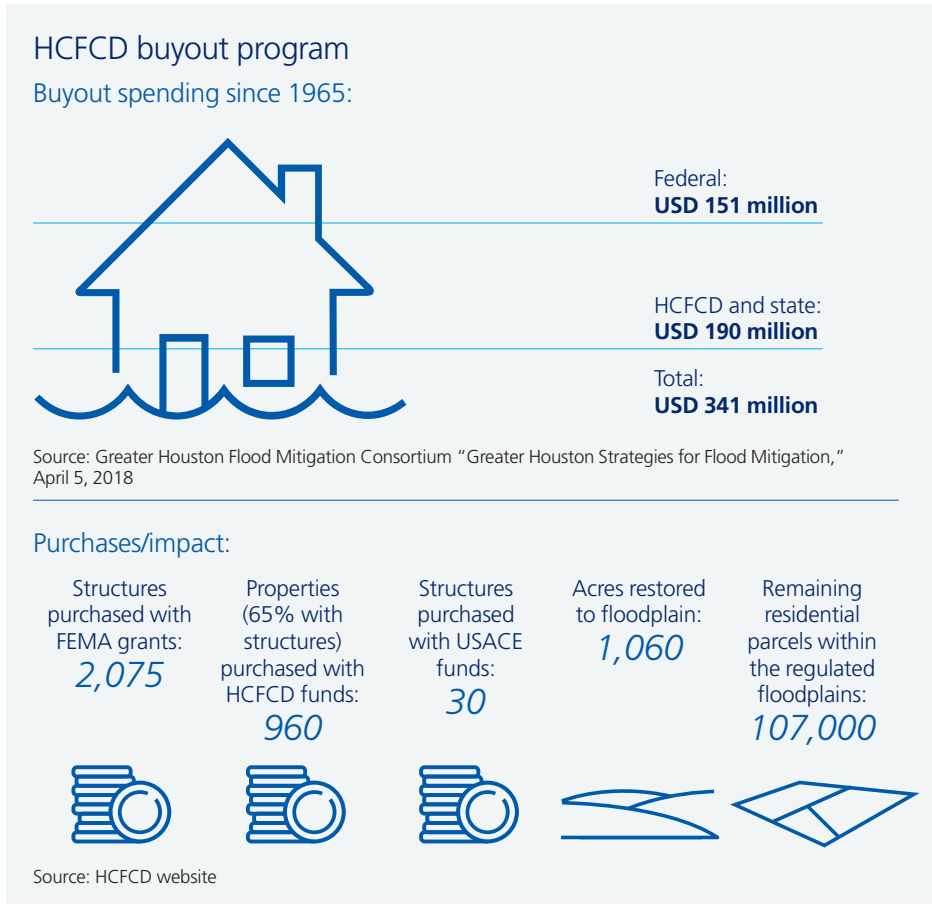 HCFCD buyout program
Buyout spending since 1965:
Federal:
USD 151 million
HCFCD and state:
USD 190 million
Total:
USD 341 million
Source: Greater Houston Flood Mitigation Consortium “Greater Houston Strategies for Flood Mitigation,”
April 5, 2018
Purchases/impact:
Structures
purchased with
FEMA grants:
2,075
Properties
(65% with
structures)
purchased with
HCFCD funds:
960
Structures
purchased
with USACE
funds:
30
Acres restored
to floodplain:
1,060
Remaining
residential
parcels within
the regulated
floodplains:
107,000
Source: HCFCD website